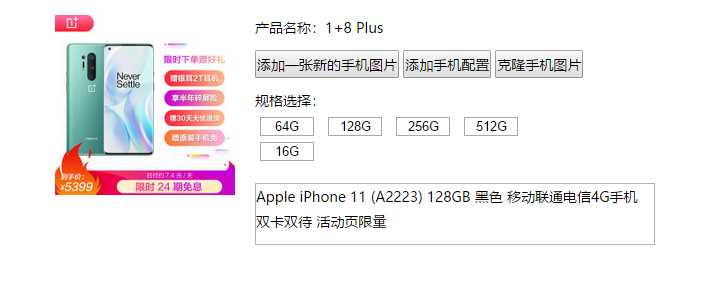 限时下单赠好礼
赠银耳2T耳机
享半年碎屏险
赠30天无忧退货
赠原装手机壳
Never
Settle
到手价：
¥5399
日付约 7.4 元 / 天
限时 24 期免息
产品名称：1+8 Plus
添加一张新的手机图片 添加手机配置 克隆手机图片
规格选择：
64G 128G 256G 512G
16G
Apple iPhone 11 (A2223) 128GB 黑色 移动联通电信4G手机
双卡双待 活动页限量